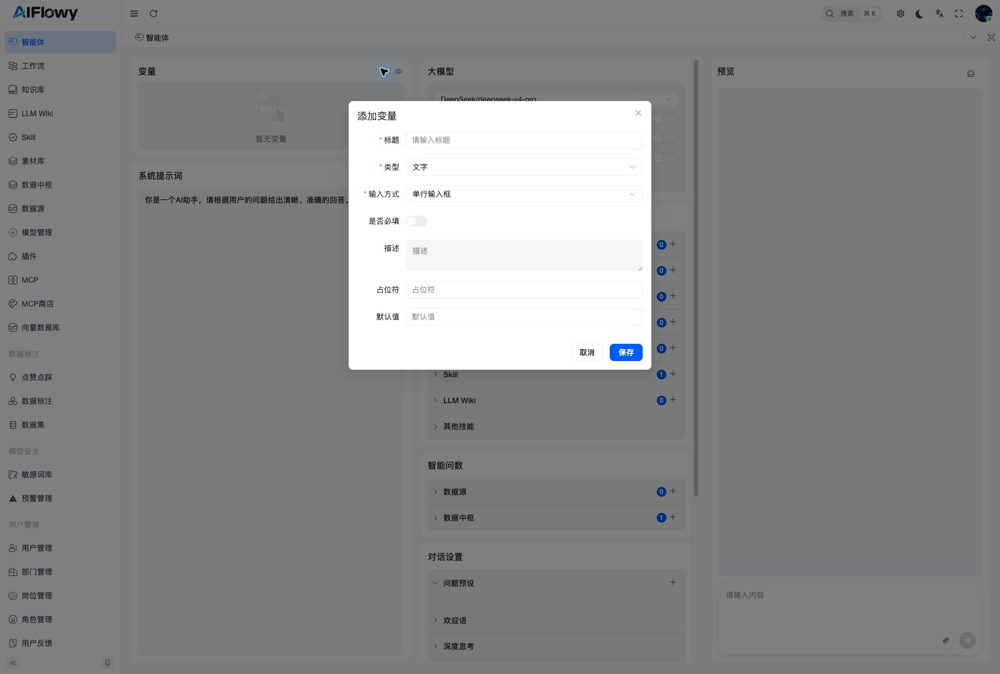 AIFlowy
搜索 ⌘ K
智能体
智能体
工作流
知识库
LLM Wiki
Skill
素材库
数据中枢
数据源
模型管理
插件
MCP
MCP商店
向量数据库
数据标注
点赞点踩
数据标注
数据集
模型安全
敏感词库
预警管理
用户管理
用户管理
部门管理
岗位管理
角色管理
用户反馈
变量
暂无变量
系统提示词
你是一个AI助手，请根据用户的问题给出清晰、准确的回答。
大模型
DeepSeek/deepseek-v4-pro
关闭
关闭
关闭
添加变量
* 标题 请输入标题
* 类型 文字
* 输入方式 单行输入框
是否必填
描述 描述
占位符 占位符
默认值 默认值
取消 保存
0
0
0
0
0
Skill 1
LLM Wiki 0
其他技能
智能问数
数据源 0
数据中枢 1
对话设置
问题预设
欢迎语
深度思考
预览
请输入内容